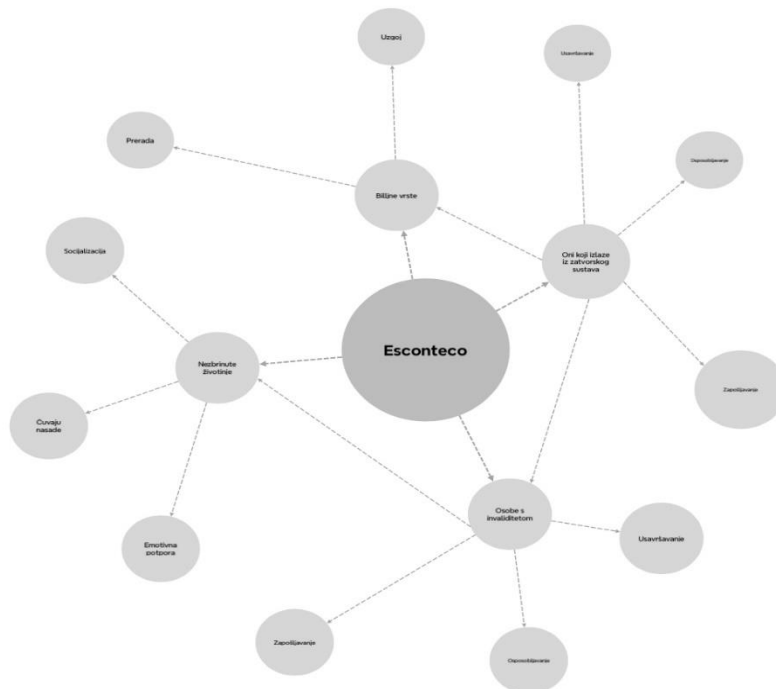 Uzgoj
Usavršavanje
Prerada
Osposobljavanje
Biljne vrste
Socijalizacija
Oni koji izlaze
iz zatvorskog
sustava
Esconteco
Nezbrinute
životinje
Zapošljavanje
Čuvaju
nasade
Osobe s
invaliditetom
Usavršavanje
Emotivna
potpora
Zapošljavanje
Osposobljavanje